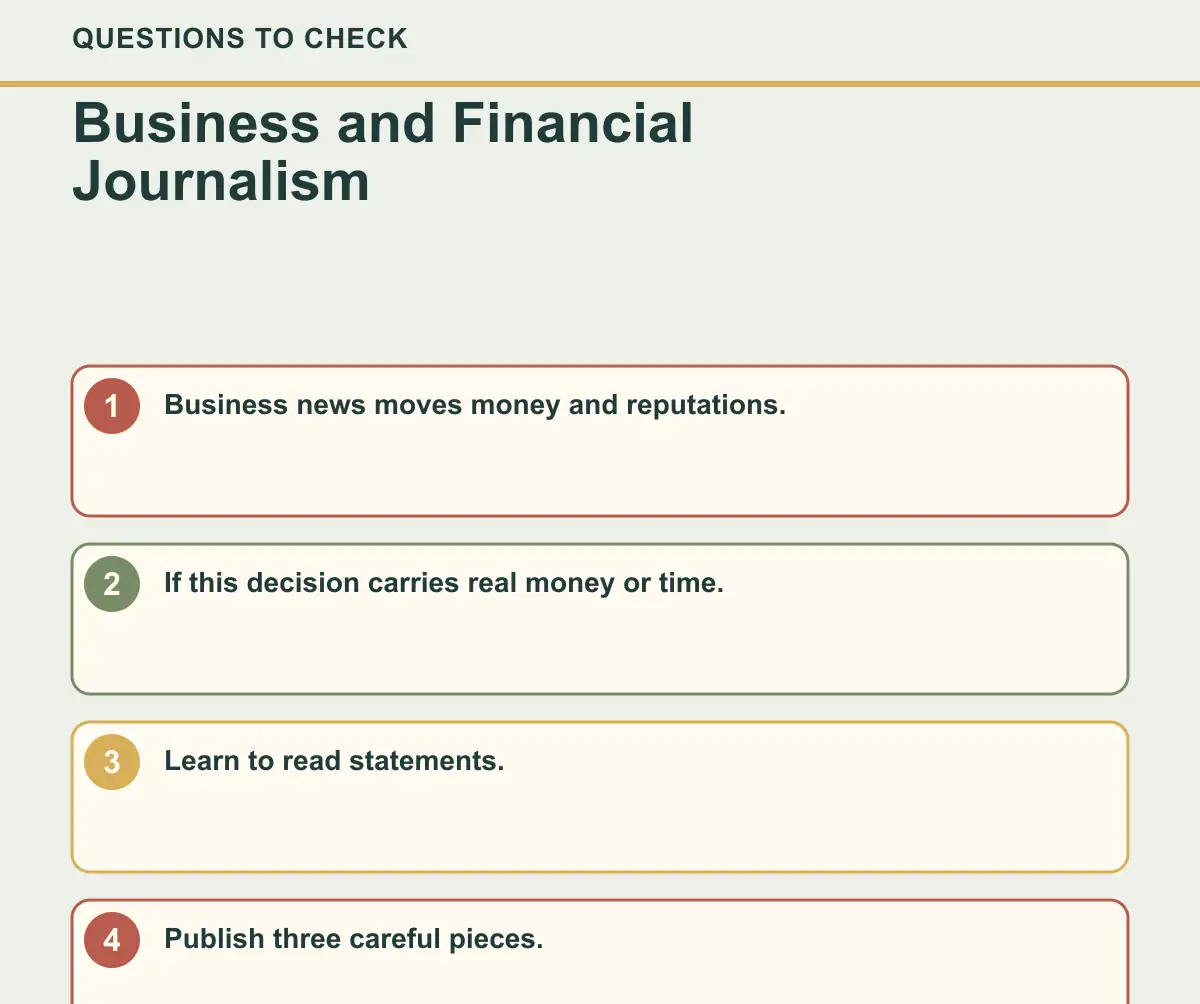 QUESTIONS TO CHECK
Business and Financial
Journalism
1 Business news moves money and reputations.
2 If this decision carries real money or time.
3 Learn to read statements.
4 Publish three careful pieces.